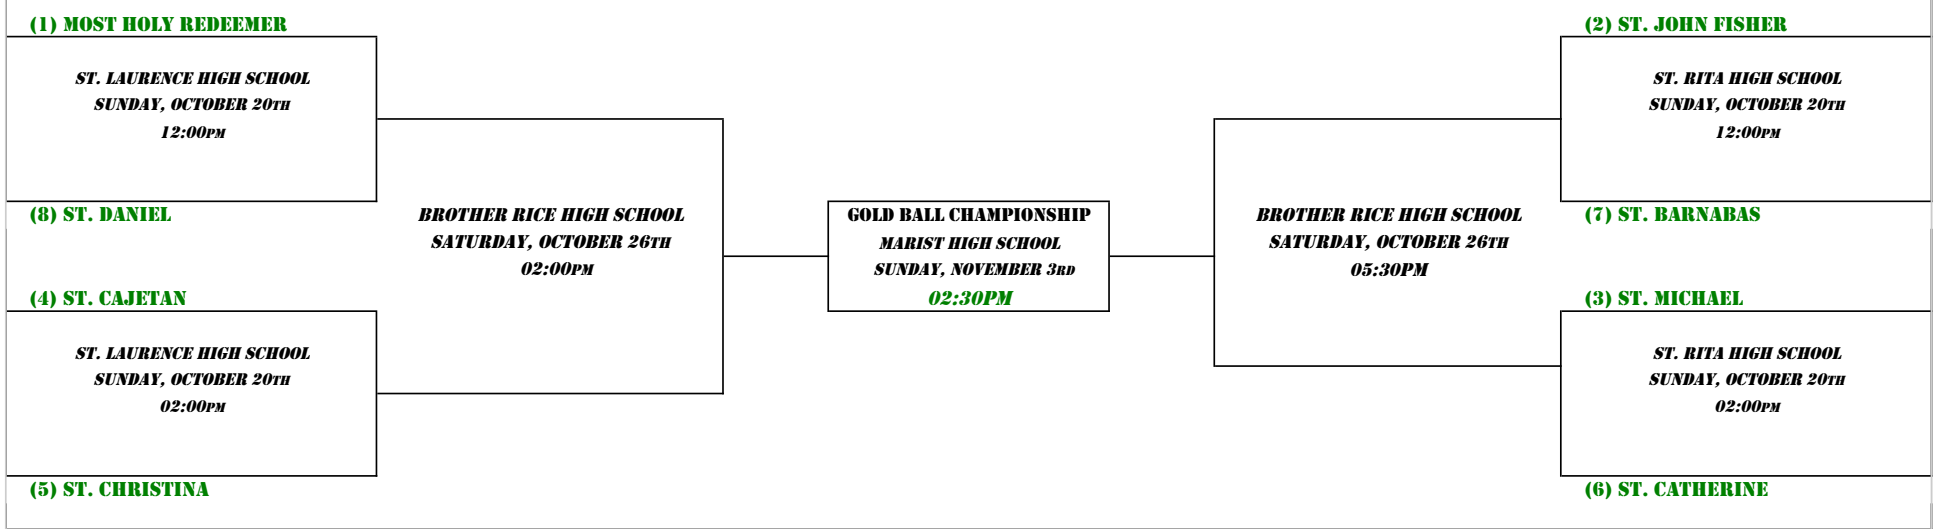 (1) MOST HOLY REDEEMER
ST. LAURENCE HIGH SCHOOL
SUNDAY, OCTOBER 20TH
12:00PM
(8) ST. DANIEL
(4) ST. CAJETAN
ST. LAURENCE HIGH SCHOOL
SUNDAY, OCTOBER 20TH
02:00PM
(5) ST. CHRISTINA
BROTHER RICE HIGH SCHOOL
SATURDAY, OCTOBER 26TH
02:00PM
GOLD BALL CHAMPIONSHIP
MARIST HIGH SCHOOL
SUNDAY, NOVEMBER 3RD
02:30PM
BROTHER RICE HIGH SCHOOL
SATURDAY, OCTOBER 26TH
05:30PM
(2) ST. JOHN FISHER
ST. RITA HIGH SCHOOL
SUNDAY, OCTOBER 20TH
12:00PM
(7) ST. BARNABAS
(3) ST. MICHAEL
ST. RITA HIGH SCHOOL
SUNDAY, OCTOBER 20TH
02:00PM
(6) ST. CATHERINE